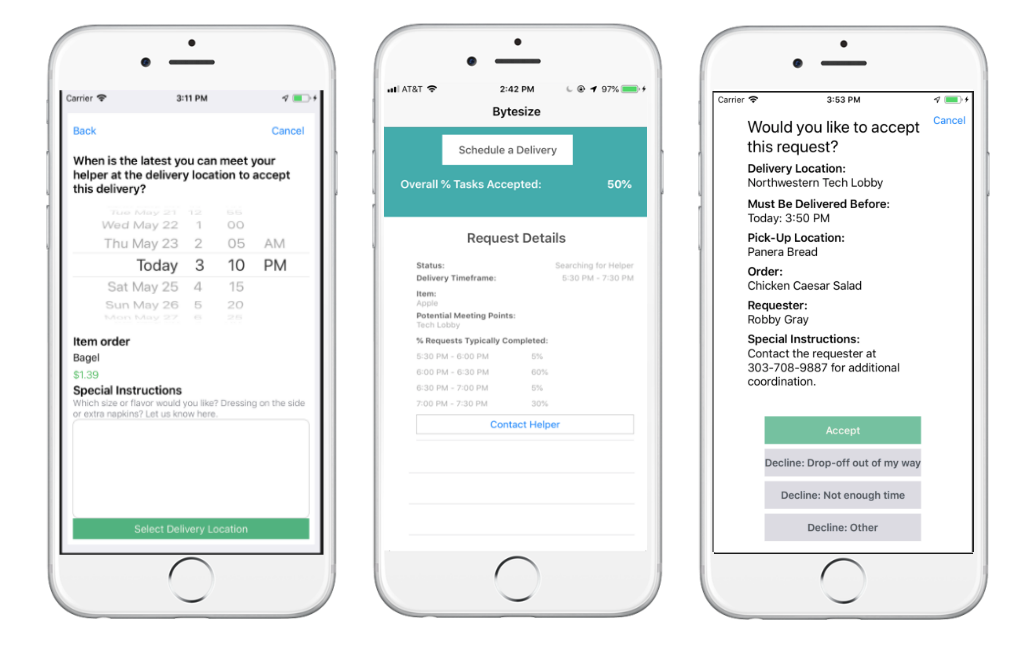 Carrier 3:11 PM
Back Cancel
When is the latest you can meet your
helper at the delivery location to accept
this delivery?
Tue May 21 12 55
Wed May 22 1 00
Thu May 23 2 05 AM
Today 3 10 PM
Sat May 25 4 15
Sun May 26 5 20
Mon May 27 6 25
Item order
Bagel
$1.39
Special Instructions
Which size or flavor would you like? Dressing on the side
or extra napkins? Let us know here.
Select Delivery Location
AT&T 2:42 PM 97%
Bytesize
Schedule a Delivery
Overall % Tasks Accepted: 50%
Request Details
Status: Searching for Helper
Delivery Timeframe: 5:30 PM - 7:30 PM
Item:
Apple
Potential Meeting Points:
Tech Lobby
% Requests Typically Completed:
5:30 PM - 6:00 PM 5%
6:00 PM - 6:30 PM 60%
6:30 PM - 7:00 PM 5%
7:00 PM - 7:30 PM 30%
Contact Helper
Carrier 3:53 PM
Cancel
Would you like to accept
this request?
Delivery Location:
Northwestern Tech Lobby
Must Be Delivered Before:
Today: 3:50 PM
Pick-Up Location:
Panera Bread
Order:
Chicken Caesar Salad
Requester:
Robby Gray
Special Instructions:
Contact the requester at
303-708-9887 for additional
coordination.
Accept
Decline: Drop-off out of my way
Decline: Not enough time
Decline: Other